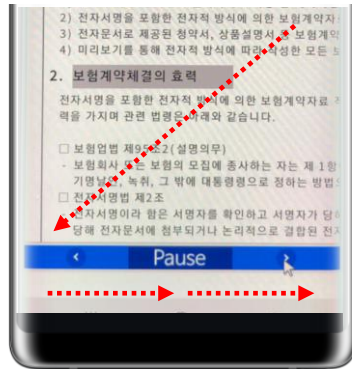 2) 전자서명을 포함한 전자적 방식에 의한 보험계약자
3) 전자문서로 제공된 청약서, 상품설명서 등 보험계약
4) 미리보기를 통해 전자적 방식에 따라 작성한 모든
2. 보험계약체결의 효력
전자서명을 포함한 전자적 방식에 의한 보험계약자료
력을 가지며 관련 법령은 아래와 같습니다.
□ 보험업법 제95조2(설명의무)
- 보험회사 또는 보험의 모집에 종사하는 자는 제1항
기명날인, 녹취, 그 밖에 대통령령으로 정하는 방법
□ 전자서명법 제2조
- 전자서명이라 함은 서명자를 확인하고 서명자가 당
당해 전자문서에 첨부되거나 논리적으로 결합된 전
< Pause >